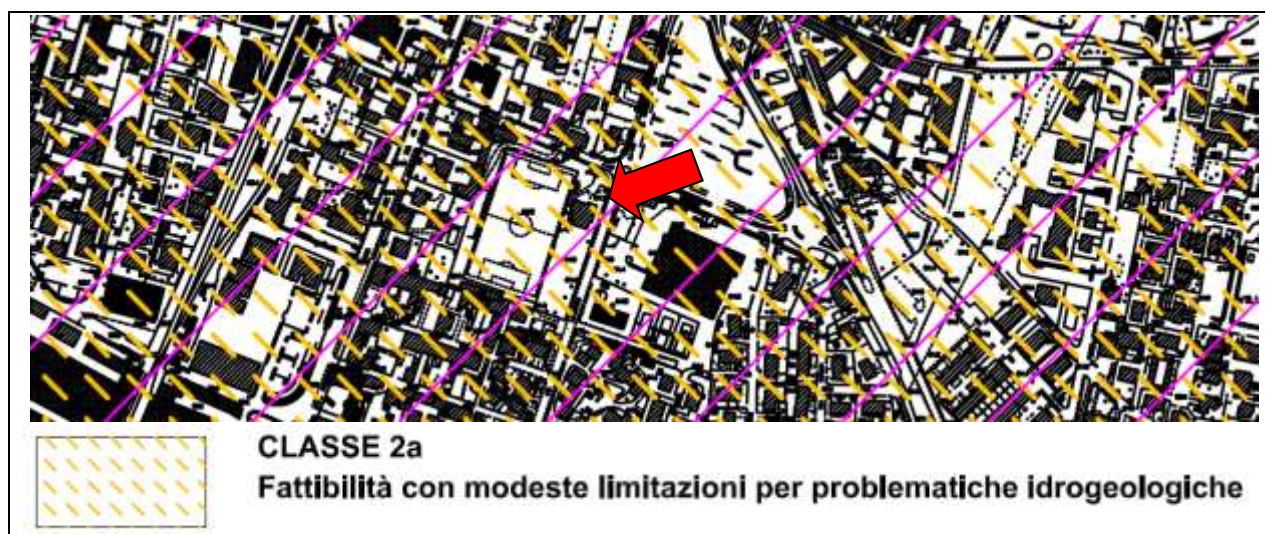 CLASSE 2a
Fattibilità con modeste limitazioni per problematiche idrogeologiche